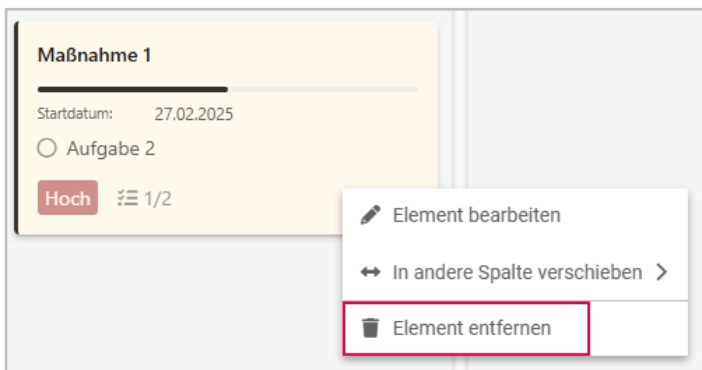 Maßnahme 1
Startdatum: 27.02.2025
Aufgabe 2
Hoch 1/2
Element bearbeiten
In andere Spalte verschieben
Element entfernen